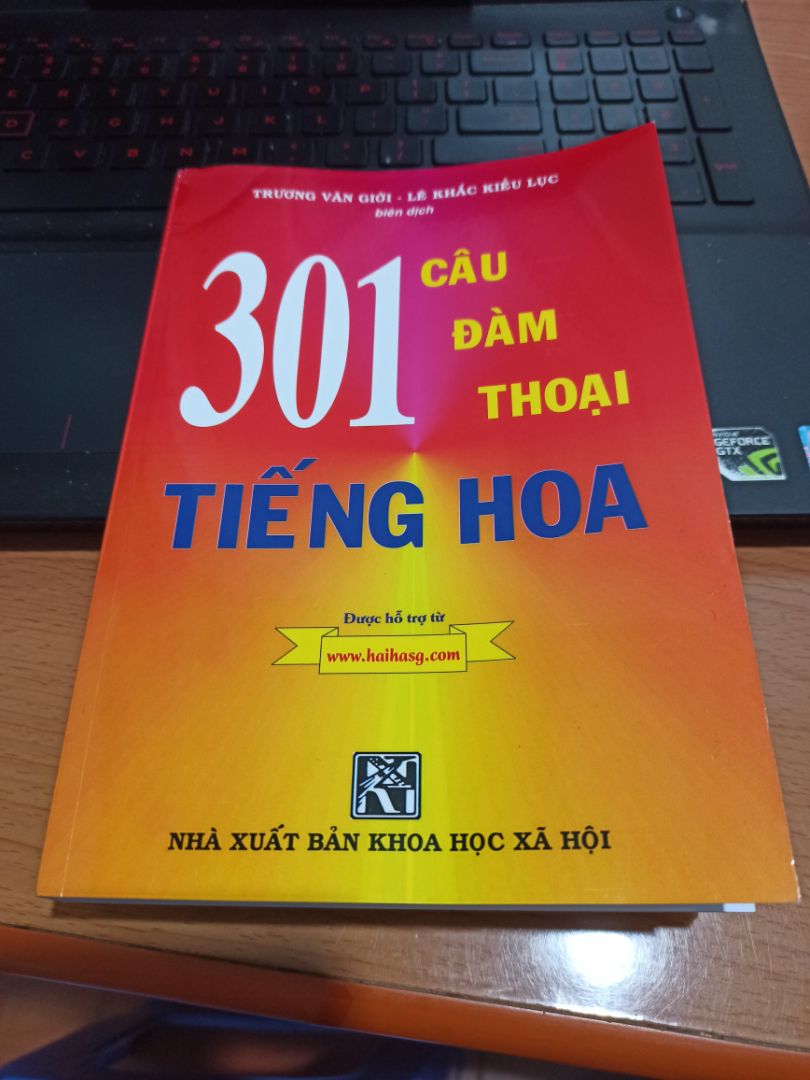 TRƯƠNG VĂN GIỚI - LÊ KHẮC KIỀU LỤC
biên dịch
301
CÂU
ĐÀM
THOẠI
TIẾNG HOA
Được hỗ trợ từ
www.haihasg.com
NHÀ XUẤT BẢN KHOA HỌC XÃ HỘI
GEFORCE
GTX